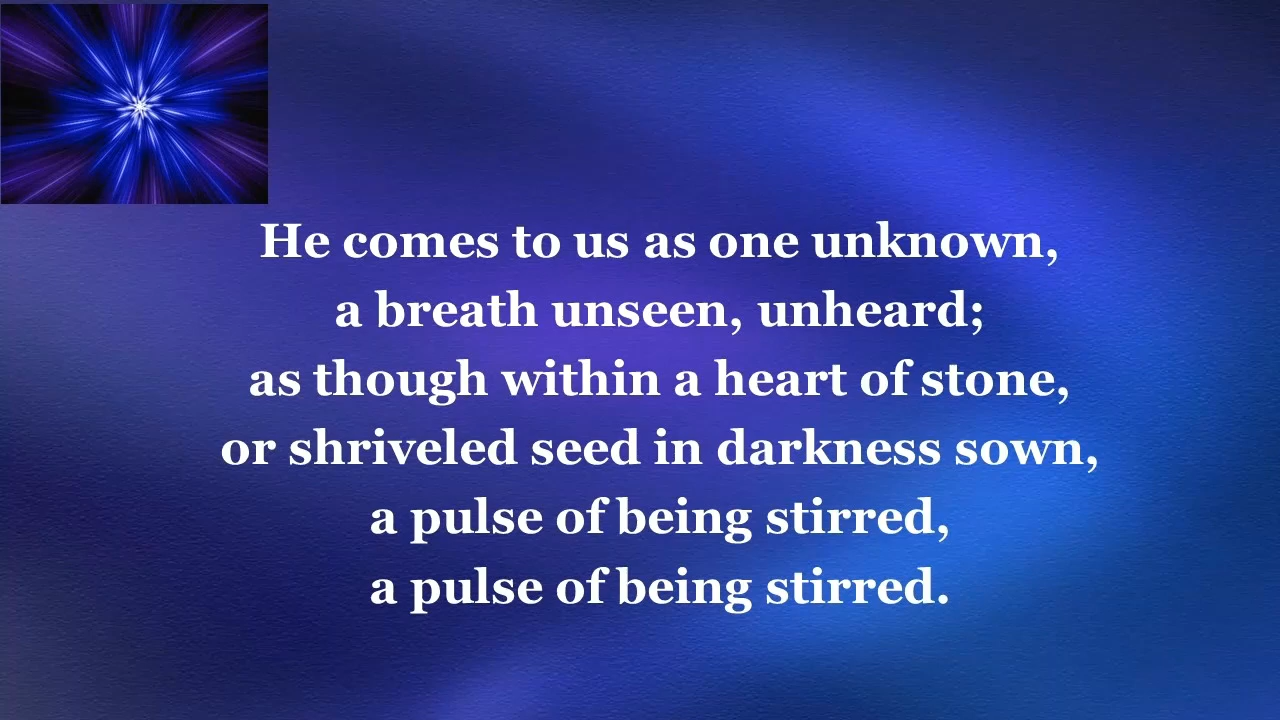 He comes to us as one unknown,
a breath unseen, unheard;
as though within a heart of stone,
or shriveled seed in darkness sown,
a pulse of being stirred,
a pulse of being stirred.